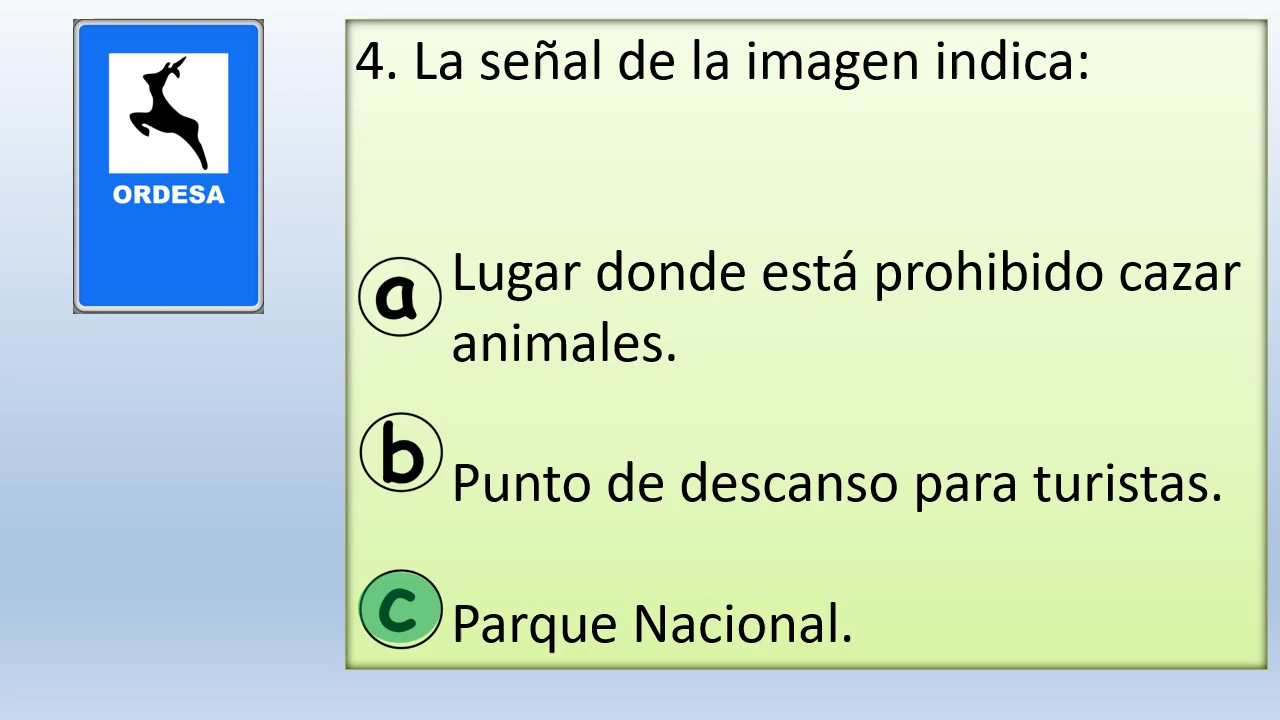 ORDESA
4. La señal de la imagen indica:
a Lugar donde está prohibido cazar
animales.
b Punto de descanso para turistas.
c Parque Nacional.